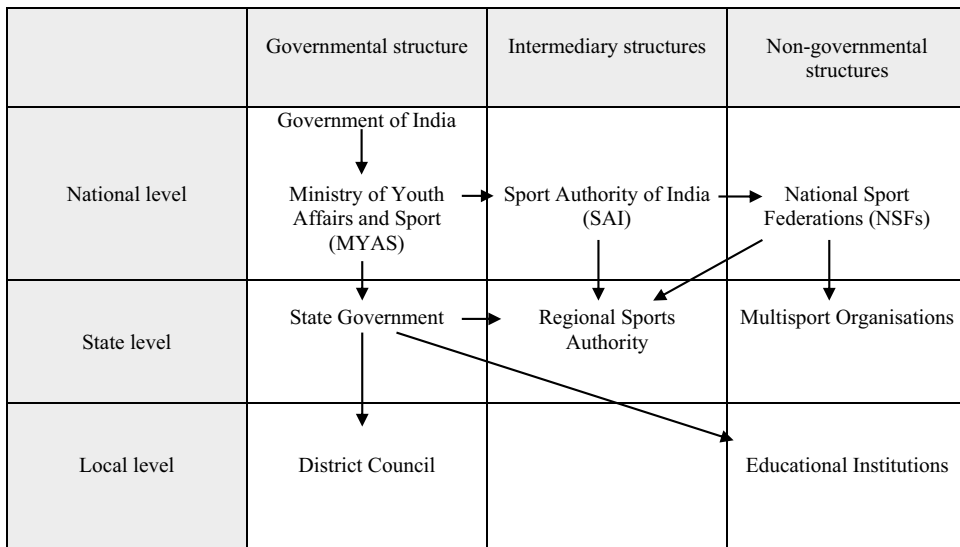 Governmental structure
Intermediary structures
Non-governmental
structures
National level
Government of India
Ministry of Youth
Affairs and Sport
(MYAS)
Sport Authority of India
(SAI)
National Sport
Federations (NSFs)
State level
State Government
Regional Sports
Authority
Multisport Organisations
Local level
District Council
Educational Institutions